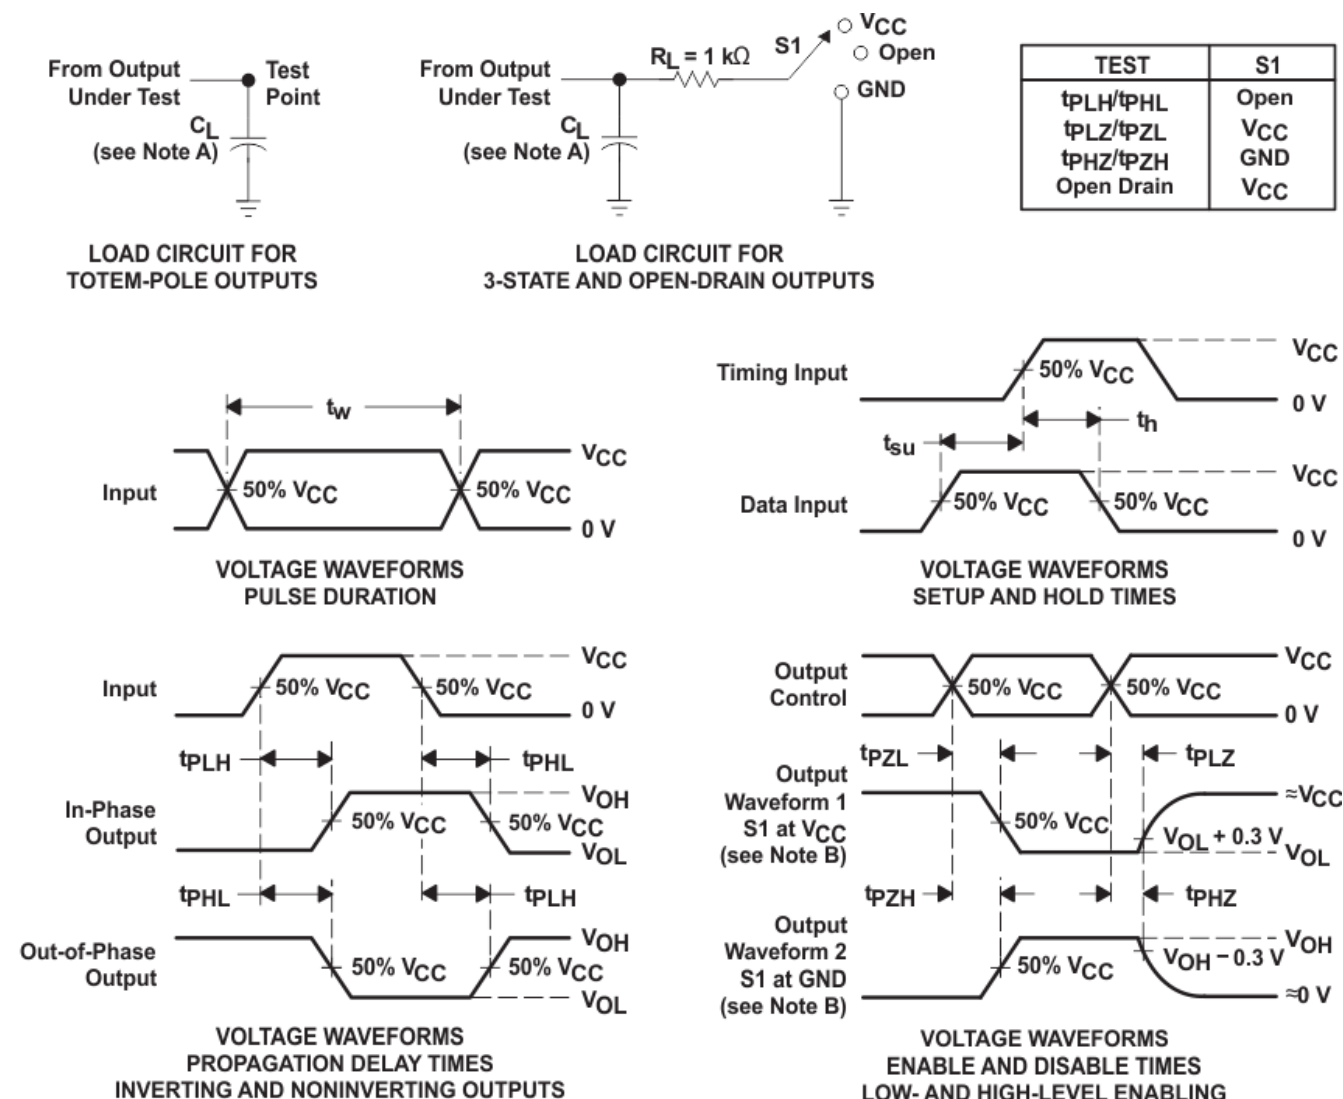 From Output
Under Test
Test
Point
CL
(see Note A)
LOAD CIRCUIT FOR
TOTEM-POLE OUTPUTS
From Output
Under Test
RL = 1 kΩ
S1
VCC
Open
GND
CL
(see Note A)
LOAD CIRCUIT FOR
3-STATE AND OPEN-DRAIN OUTPUTS
TEST S1
tPLH/tPHL Open
tPLZ/tPZL VCC
tPHZ/tPZH GND
Open Drain VCC
tw
Input
50% VCC
50% VCC
VCC
0 V
VOLTAGE WAVEFORMS
PULSE DURATION
Timing Input
50% VCC
VCC
0 V
tsu
th
Data Input
50% VCC
50% VCC
VCC
0 V
VOLTAGE WAVEFORMS
SETUP AND HOLD TIMES
Input
50% VCC
50% VCC
VCC
0 V
tPLH
tPHL
In-Phase
Output
50% VCC
50% VCC
VOH
VOL
tPHL
tPLH
Out-of-Phase
Output
50% VCC
50% VCC
VOH
VOL
VOLTAGE WAVEFORMS
PROPAGATION DELAY TIMES
INVERTING AND NONINVERTING OUTPUTS
Output
Control
50% VCC
50% VCC
VCC
0 V
tPZL
tPLZ
Output
Waveform 1
S1 at VCC
(see Note B)
50% VCC
≈VCC
VOL + 0.3 V
VOL
tPZH
tPHZ
Output
Waveform 2
S1 at GND
(see Note B)
50% VCC
VOH
VOH − 0.3 V
≈0 V
VOLTAGE WAVEFORMS
ENABLE AND DISABLE TIMES
LOW- AND HIGH-LEVEL ENABLING